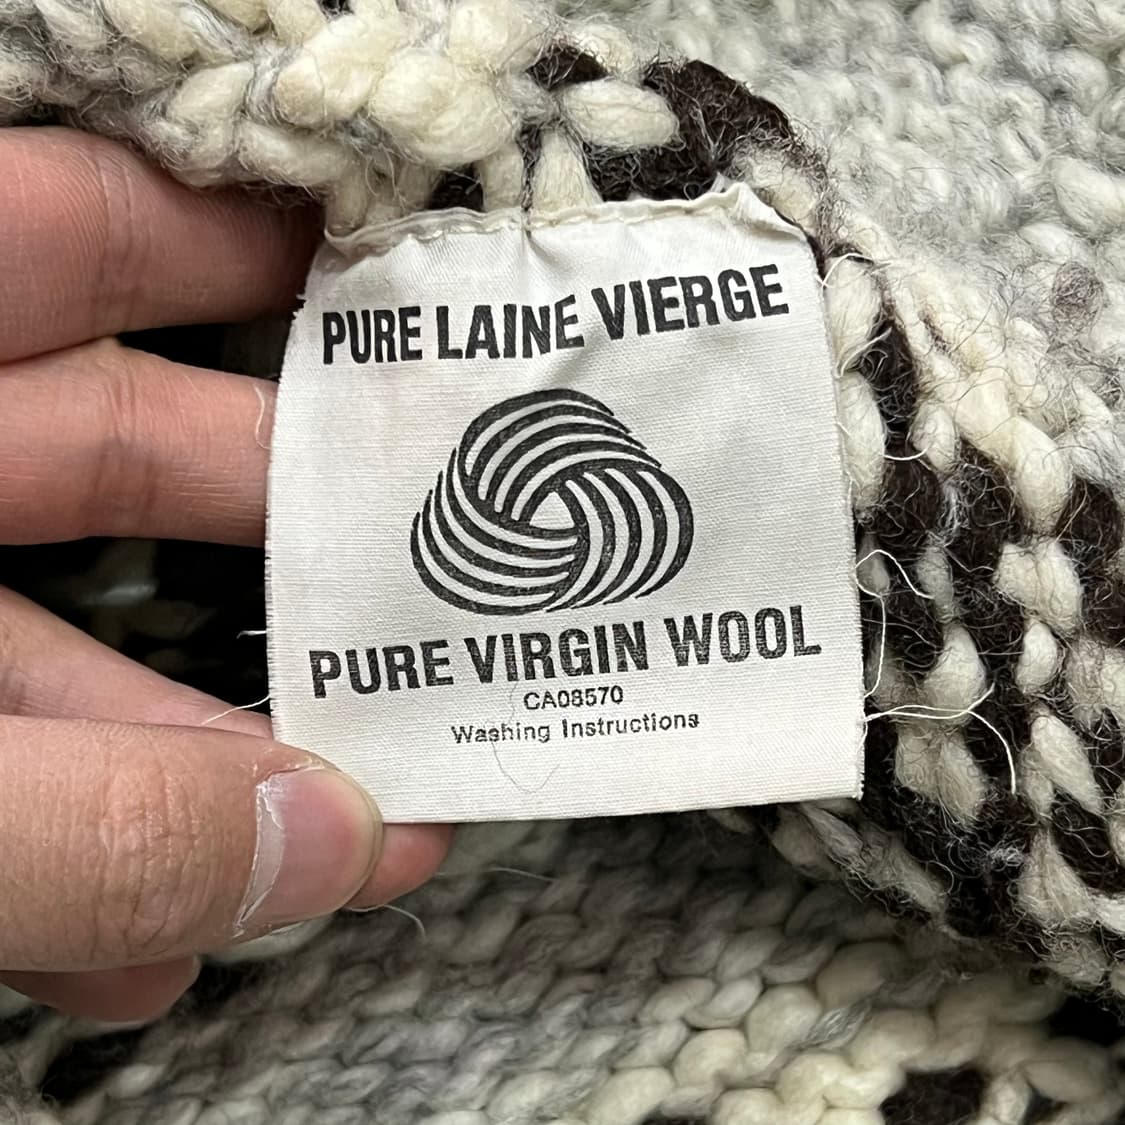 PURE LAINE VIERGE
PURE VIRGIN WOOL
CA08570
Washing Instructions